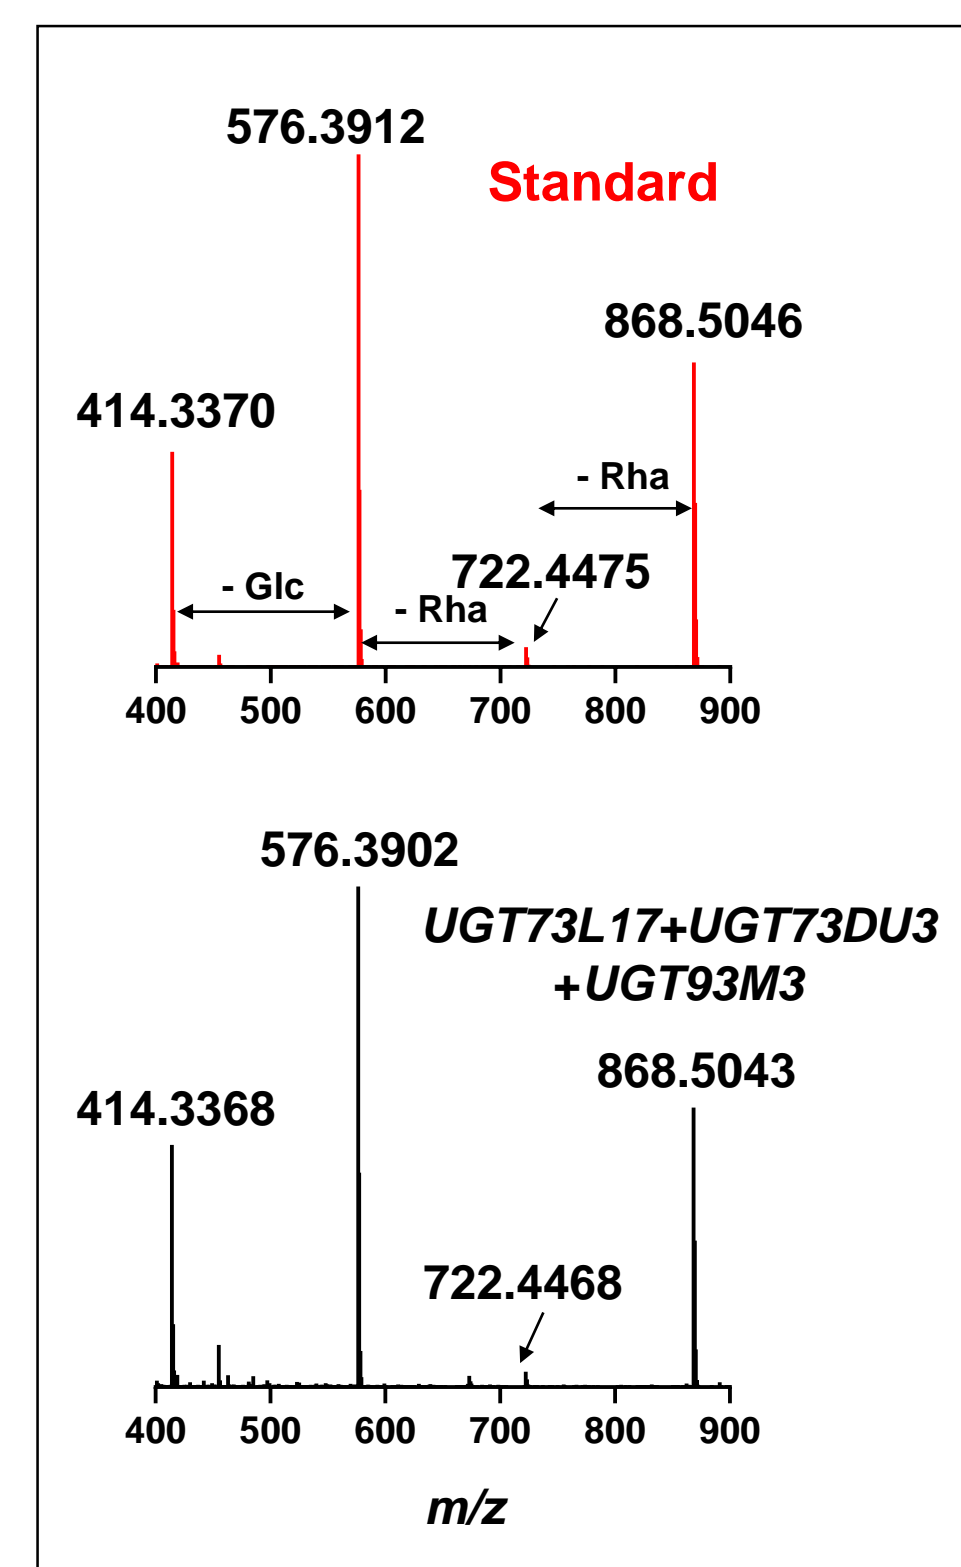 576.3912
Standard
868.5046
414.3370
- Rha
722.4475
- Glc
- Rha
400 500 600 700 800 900
576.3902
UGT73L17+UGT73DU3
+UGT93M3
868.5043
414.3368
722.4468
400 500 600 700 800 900
m/z